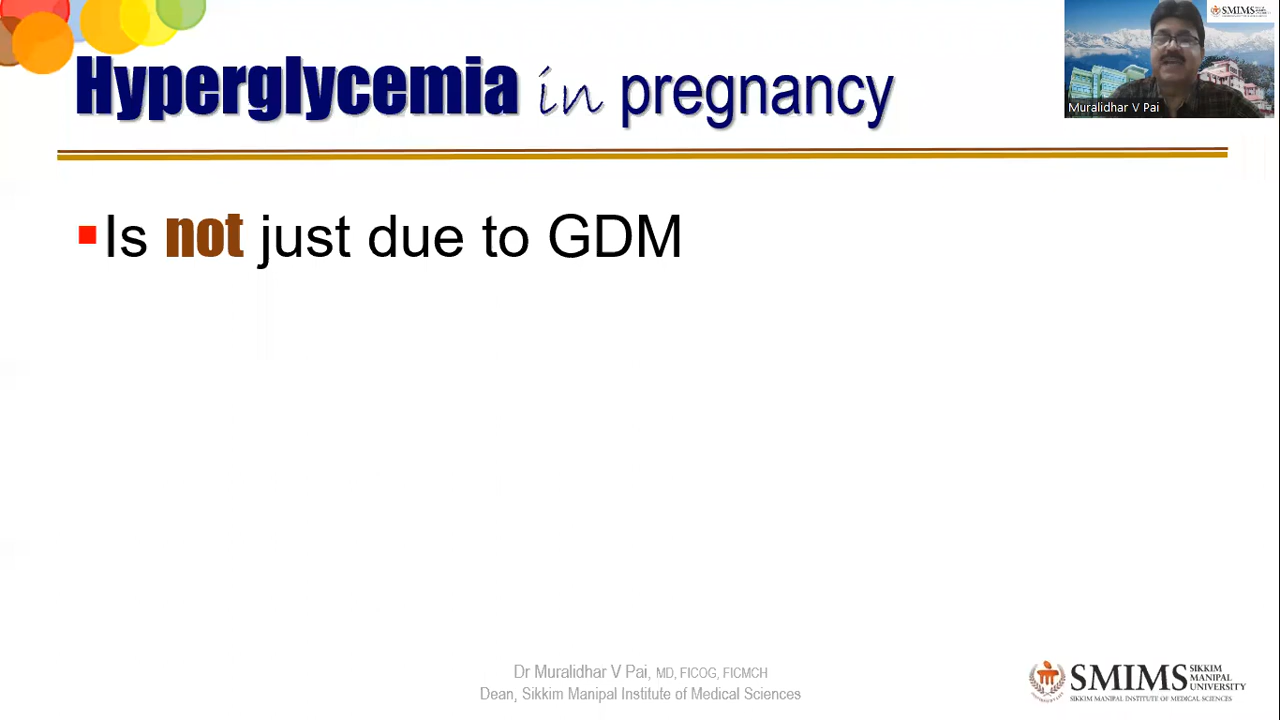 SMIMS
Muralidhar V Pai
Hyperglycemia in pregnancy
Is not just due to GDM
Dr Muralidhar V Pai, MD, FICOG, FICMCH
Dean, Sikkim Manipal Institute of Medical Sciences
SMIMS SIKKIM MANIPAL UNIVERSITY
SIKKIM MANIPAL INSTITUTE OF MEDICAL SCIENCES